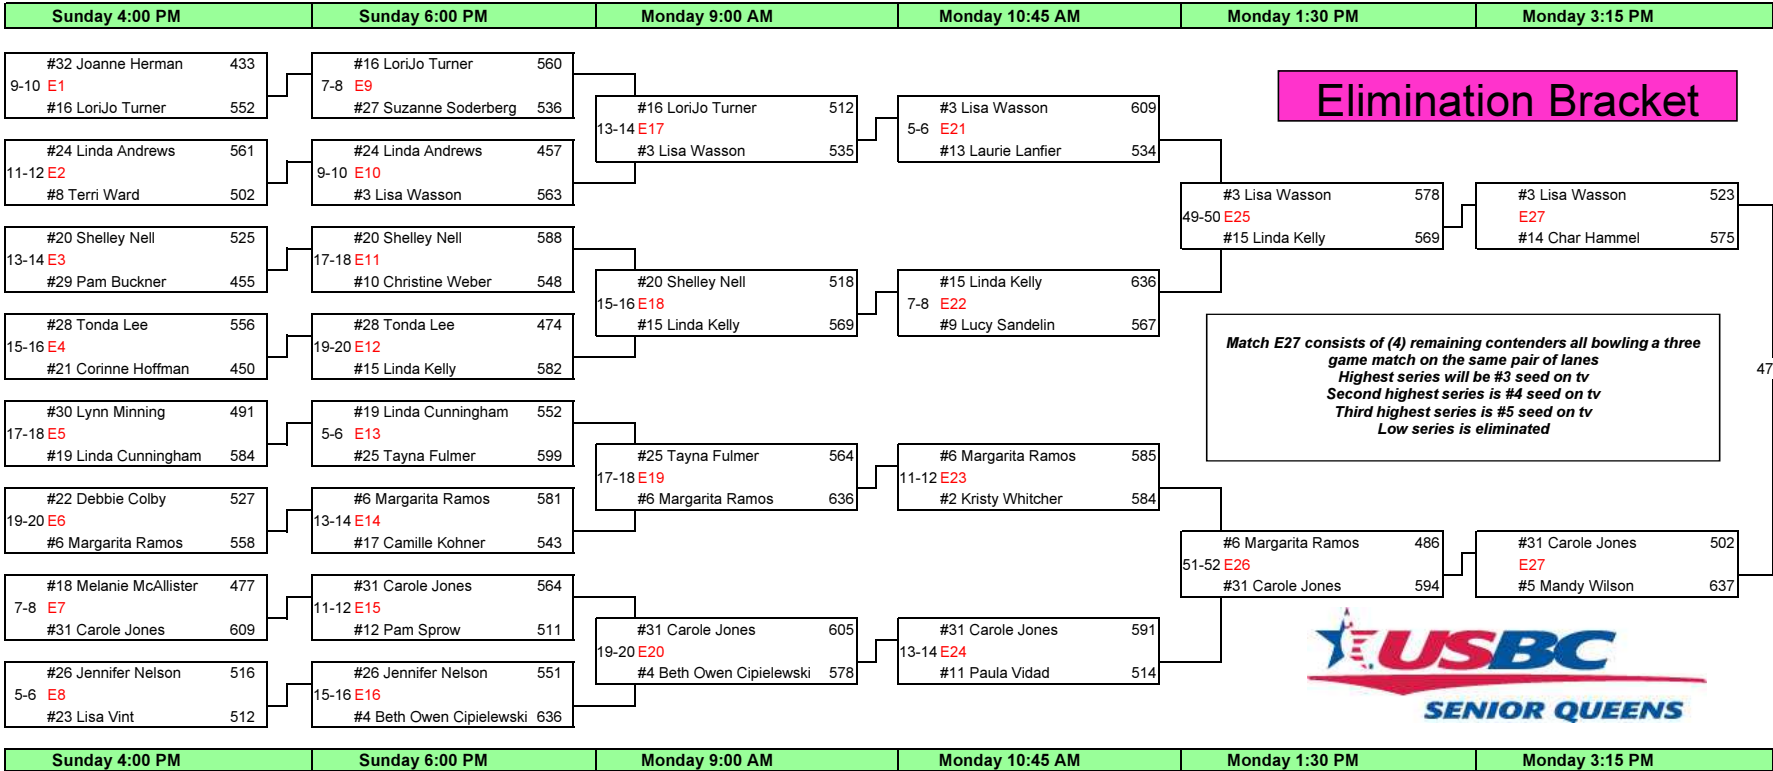 Sunday 4:00 PM Sunday 6:00 PM Monday 9:00 AM Monday 10:45 AM Monday 1:30 PM Monday 3:15 PM
Elimination Bracket
#32 Joanne Herman 433
9-10 E1
#16 LoriJo Turner 552
#24 Linda Andrews 561
11-12 E2
#8 Terri Ward 502
#20 Shelley Nell 525
13-14 E3
#29 Pam Buckner 455
#28 Tonda Lee 556
15-16 E4
#21 Corinne Hoffman 450
#30 Lynn Minning 491
17-18 E5
#19 Linda Cunningham 584
#22 Debbie Colby 527
19-20 E6
#6 Margarita Ramos 558
#18 Melanie McAllister 477
7-8 E7
#31 Carole Jones 609
#26 Jennifer Nelson 516
5-6 E8
#23 Lisa Vint 512
#16 LoriJo Turner 560
7-8 E9
#27 Suzanne Soderberg 536
#24 Linda Andrews 457
9-10 E10
#3 Lisa Wasson 563
#20 Shelley Nell 588
17-18 E11
#10 Christine Weber 548
#28 Tonda Lee 474
19-20 E12
#15 Linda Kelly 582
#19 Linda Cunningham 552
5-6 E13
#25 Tayna Fulmer 599
#6 Margarita Ramos 581
13-14 E14
#17 Camille Kohner 543
#31 Carole Jones 564
11-12 E15
#12 Pam Sprow 511
#26 Jennifer Nelson 551
15-16 E16
#4 Beth Owen Cipielewski 636
#16 LoriJo Turner 512
13-14 E17
#3 Lisa Wasson 535
#20 Shelley Nell 518
15-16 E18
#15 Linda Kelly 569
#25 Tayna Fulmer 564
17-18 E19
#6 Margarita Ramos 636
#31 Carole Jones 605
19-20 E20
#4 Beth Owen Cipielewski 578
#3 Lisa Wasson 609
5-6 E21
#13 Laurie Lanfier 534
#15 Linda Kelly 636
7-8 E22
#9 Lucy Sandelin 567
#6 Margarita Ramos 585
11-12 E23
#2 Kristy Whitcher 584
#31 Carole Jones 591
13-14 E24
#11 Paula Vidad 514
#3 Lisa Wasson 578
49-50 E25
#15 Linda Kelly 569
#6 Margarita Ramos 486
51-52 E26
#31 Carole Jones 594
#3 Lisa Wasson 523
E27
#14 Char Hammel 575
47
Match E27 consists of (4) remaining contenders all bowling a three
game match on the same pair of lanes
Highest series will be #3 seed on tv
Second highest series is #4 seed on tv
Third highest series is #5 seed on tv
Low series is eliminated
#31 Carole Jones 502
E27
#5 Mandy Wilson 637
USBC
SENIOR QUEENS
Sunday 4:00 PM Sunday 6:00 PM Monday 9:00 AM Monday 10:45 AM Monday 1:30 PM Monday 3:15 PM